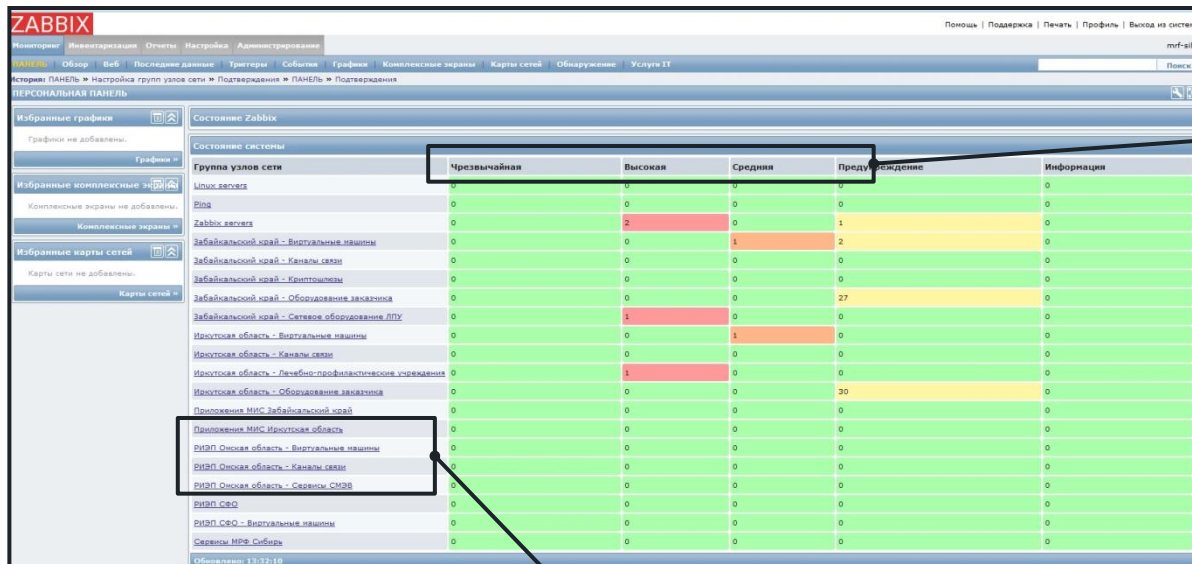 ZABBIX
Помощь | Поддержка | Печать | Профиль | Выход из систем
Мониторинг Инвентаризация Отчеты Настройка Администрирование
mrf-sil
ПАНЕЛЬ Обзор Веб Последние данные Триггеры События Графики Комплексные экраны Карты сетей Обнаружение Услуги IT
Поиск
История: ПАНЕЛЬ » Настройка групп узлов сети » Подтверждения » ПАНЕЛЬ » Подтверждения
ПЕРСОНАЛЬНАЯ ПАНЕЛЬ
Избранные графики
Графики не добавлены.
Графики »
Избранные комплексные экраны
Комплексные экраны не добавлены.
Комплексные экраны »
Избранные карты сетей
Карты сети не добавлены.
Карты сетей »
Состояние Zabbix
Состояние системы
Группа узлов сети Чрезвычайная Высокая Средняя Предупреждение Информация
Linux servers 0 0 0 0 0
Ping 0 0 0 0 0
Zabbix servers 0 2 0 1 0
Забайкальский край - Виртуальные машины 0 0 1 2 0
Забайкальский край - Каналы связи 0 0 0 0 0
Забайкальский край - Криптошлюзы 0 0 0 0 0
Забайкальский край - Оборудование заказчика 0 0 0 27 0
Забайкальский край - Сетевое оборудование ЛПУ 0 1 0 0 0
Иркутская область - Виртуальные машины 0 0 1 0 0
Иркутская область - Каналы связи 0 0 0 0 0
Иркутская область - Лечебно-профилактические учреждения 0 1 0 0 0
Иркутская область - Оборудование заказчика 0 0 0 30 0
Приложения МИС Забайкальский край 0 0 0 0 0
Приложения МИС Иркутская область 0 0 0 0 0
РИЭП Омская область - Виртуальные машины 0 0 0 0 0
РИЭП Омская область - Каналы связи 0 0 0 0 0
РИЭП Омская область - Сервисы СМЭВ 0 0 0 0 0
РИЭП СФО 0 0 0 0 0
РИЭП СФО - Виртуальные машины 0 0 0 0 0
Сервисы МРФ Сибирь 0 0 0 0 0
Обновлено: 13:32:10